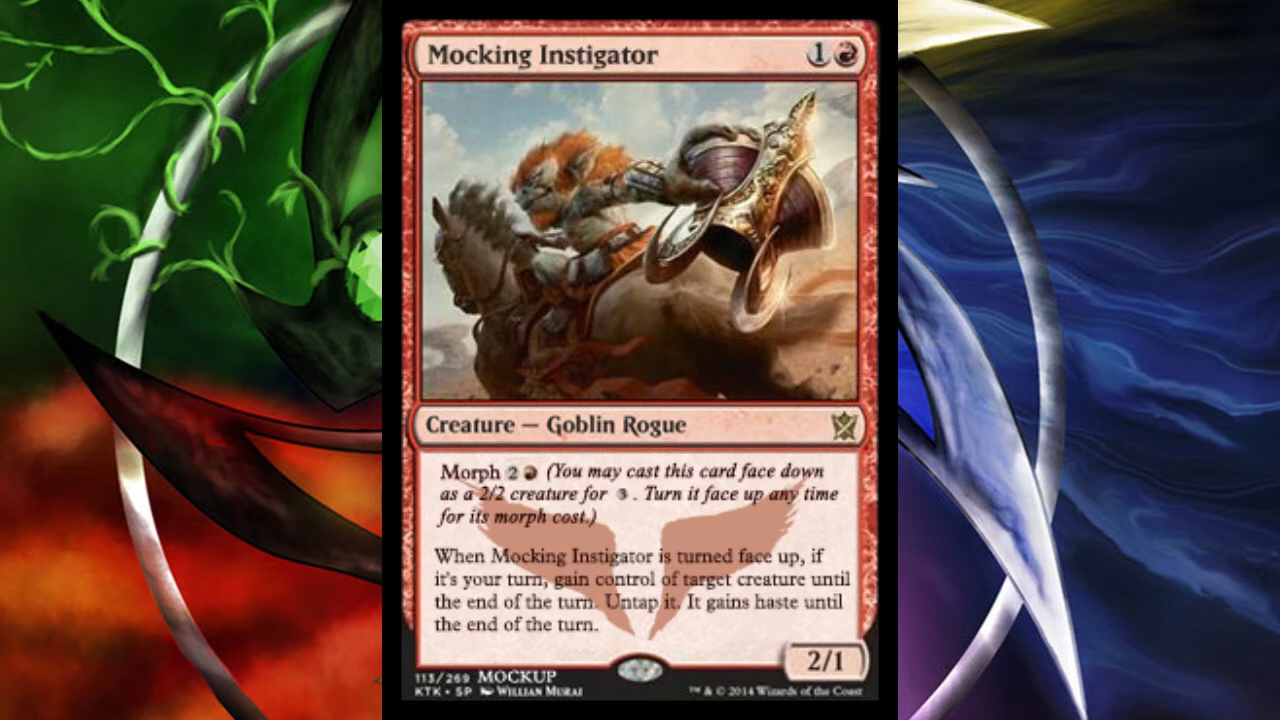 Mocking Instigator 1
Creature — Goblin Rogue
Morph 2 (You may cast this card face down
as a 2/2 creature for 3. Turn it face up any time
for its morph cost.)
When Mocking Instigator is turned face up, if
it's your turn, gain control of target creature until
the end of the turn. Untap it. It gains haste until
the end of the turn.
2/1
113/269 MOCKUP
KTK • SP Willian Murai
™ & © 2014 Wizards of the Coast